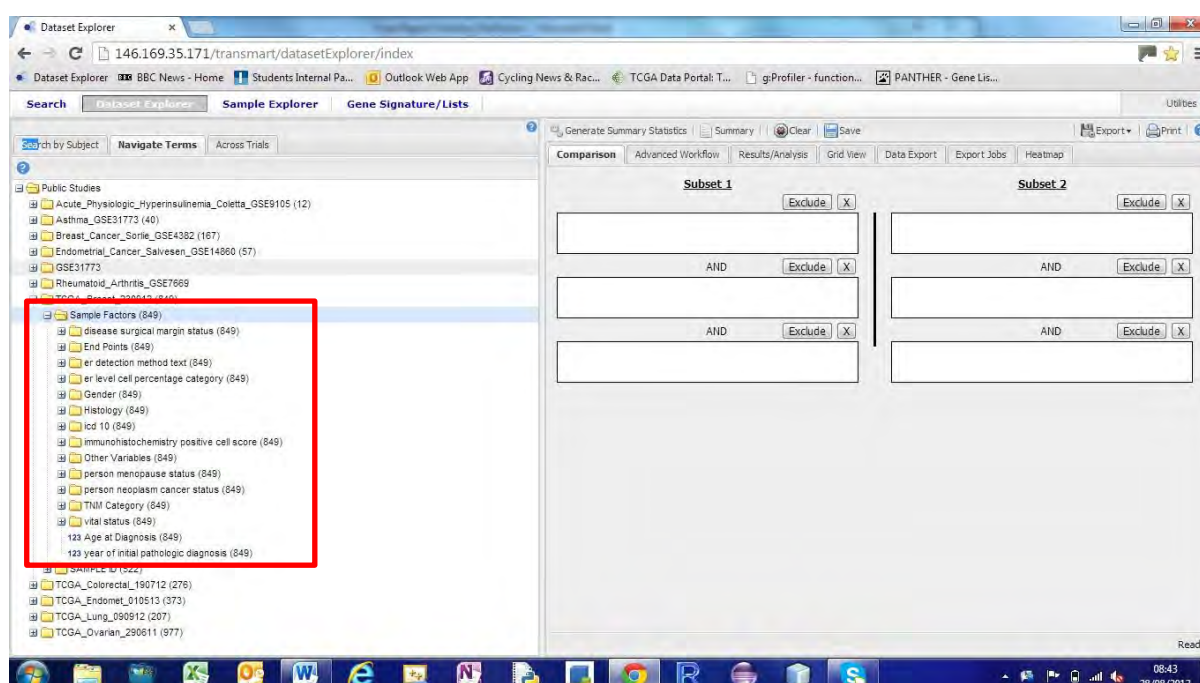 Dataset Explorer
146.169.35.171/transmart/datasetExplorer/index
Dataset Explorer BBC News - Home Students Internal Pa... Outlook Web App Cycling News & Rac... TCGA Data Portal: T... g:Profiler - function... PANTHER - Gene Lis...
Search Dataset Explorer Sample Explorer Gene Signature/Lists Utilities
Search by Subject Navigate Terms Across Trials
Generate Summary Statistics Summary Clear Save Export Print
Comparison Advanced Workflow Results/Analysis Grid View Data Export Export Jobs Heatmap
Public Studies
Acute_Physiologic_Hyperinsulinemia_Coletta_GSE9105 (12)
Asthma_GSE31773 (40)
Breast_Cancer_Sorlie_GSE4382 (167)
Endometrial_Cancer_Salvesen_GSE14860 (57)
GSE31773
Rheumatoid_Arthritis_GSE7669
TCGA_Breast_230912 (849)
Sample Factors (849)
disease surgical margin status (849)
End Points (849)
er detection method text (849)
er level cell percentage category (849)
Gender (849)
Histology (849)
icd 10 (849)
immunohistochemistry positive cell score (849)
Other Variables (849)
person menopause status (849)
person neoplasm cancer status (849)
TNM Category (849)
vital status (849)
123 Age at Diagnosis (849)
123 year of initial pathologic diagnosis (849)
SAMPLE ID (522)
TCGA_Colorectal_190712 (276)
TCGA_Endomet_010513 (373)
TCGA_Lung_090912 (207)
TCGA_Ovarian_290611 (977)
Subset 1
Exclude X
AND Exclude X
AND Exclude X
Subset 2
Exclude X
AND Exclude X
AND Exclude X
Read
08:43